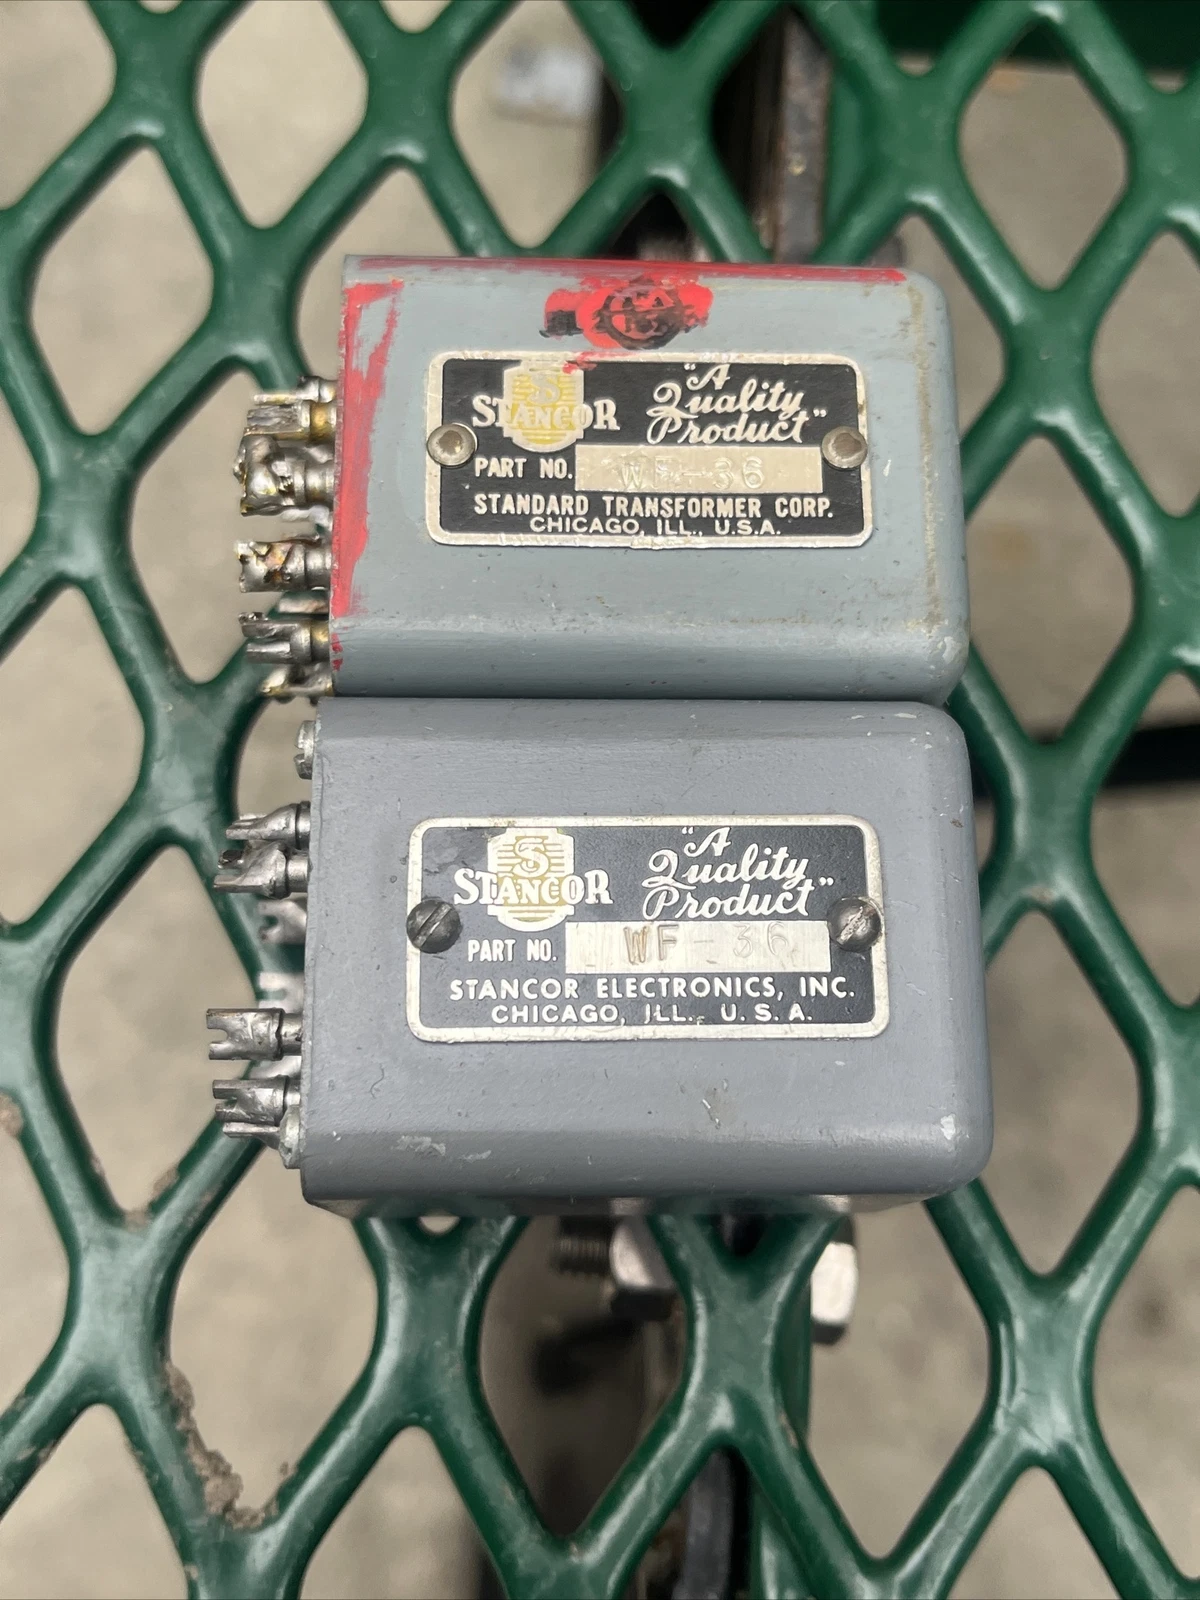 S
STANCOR
"A
Quality
Product"
PART NO. WF-36
STANDARD TRANSFORMER CORP.
CHICAGO, ILL., U.S.A.
S
STANCOR
"A
Quality
Product"
PART NO. WF-36
STANCOR ELECTRONICS, INC.
CHICAGO, ILL., U. S. A.